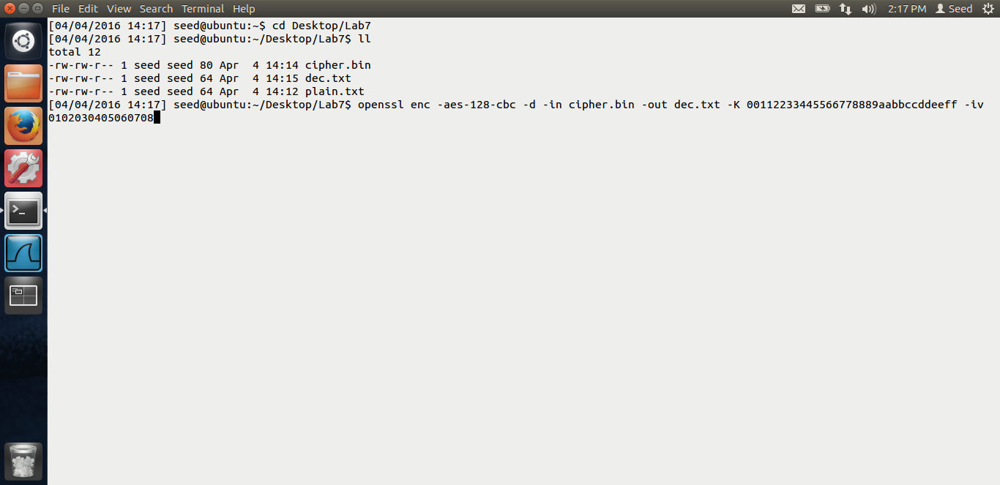 File Edit View Search Terminal Help 2:17 PM Seed
[04/04/2016 14:17] seed@ubuntu:~$ cd Desktop/Lab7
[04/04/2016 14:17] seed@ubuntu:~/Desktop/Lab7$ ll
total 12
-rw-rw-r-- 1 seed seed 80 Apr  4 14:14 cipher.bin
-rw-rw-r-- 1 seed seed 64 Apr  4 14:15 dec.txt
-rw-rw-r-- 1 seed seed 64 Apr  4 14:12 plain.txt
[04/04/2016 14:17] seed@ubuntu:~/Desktop/Lab7$ openssl enc -aes-128-cbc -d -in cipher.bin -out dec.txt -K 00112233445566778889aabbccddeeff -iv
0102030405060708